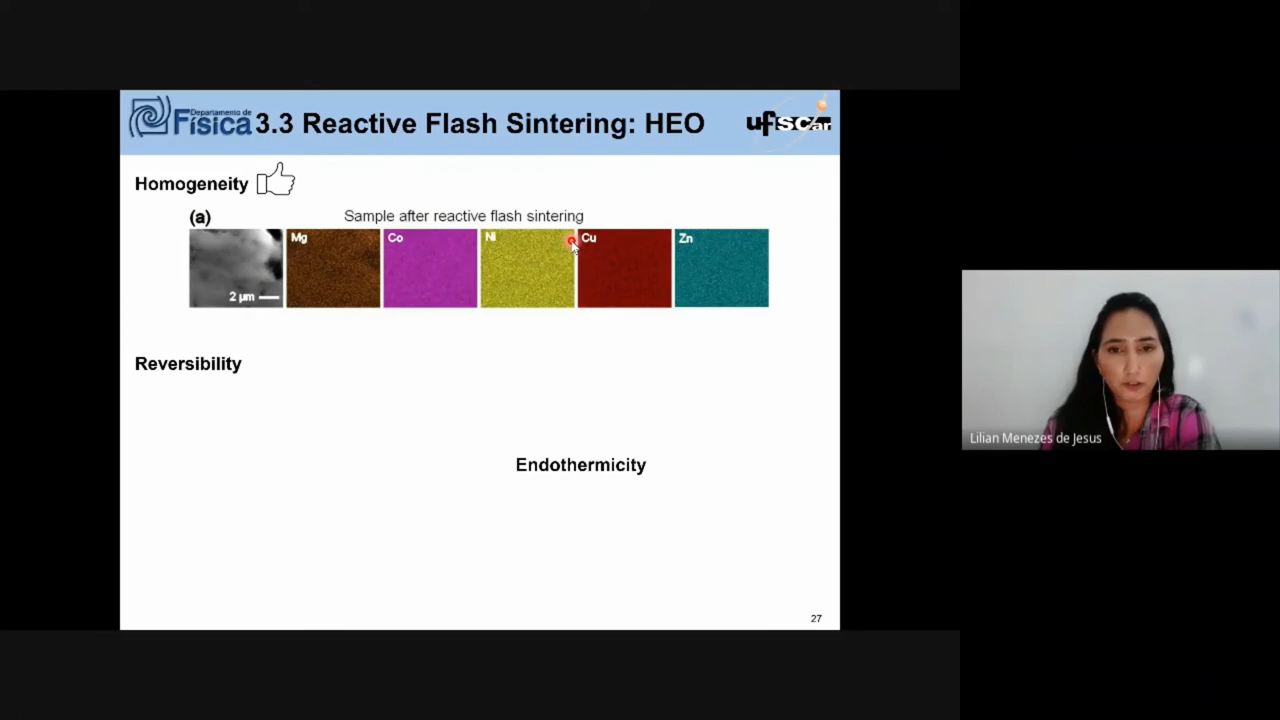 Departamento de
Física
3.3 Reactive Flash Sintering: HEO
ufscar
Homogeneity
(a)
Sample after reactive flash sintering
Mg
Co
Ni
Cu
Zn
2 µm
Reversibility
Lilian Menezes de Jesus
Endothermicity
27